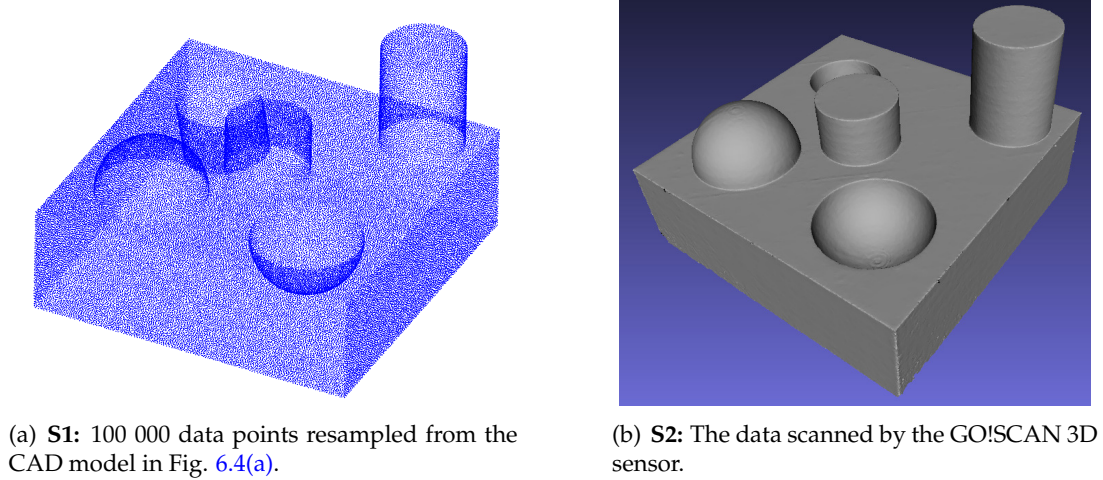 (a) S1: 100 000 data points resampled from the
CAD model in Fig. 6.4(a).
(b) S2: The data scanned by the GO!SCAN 3D
sensor.